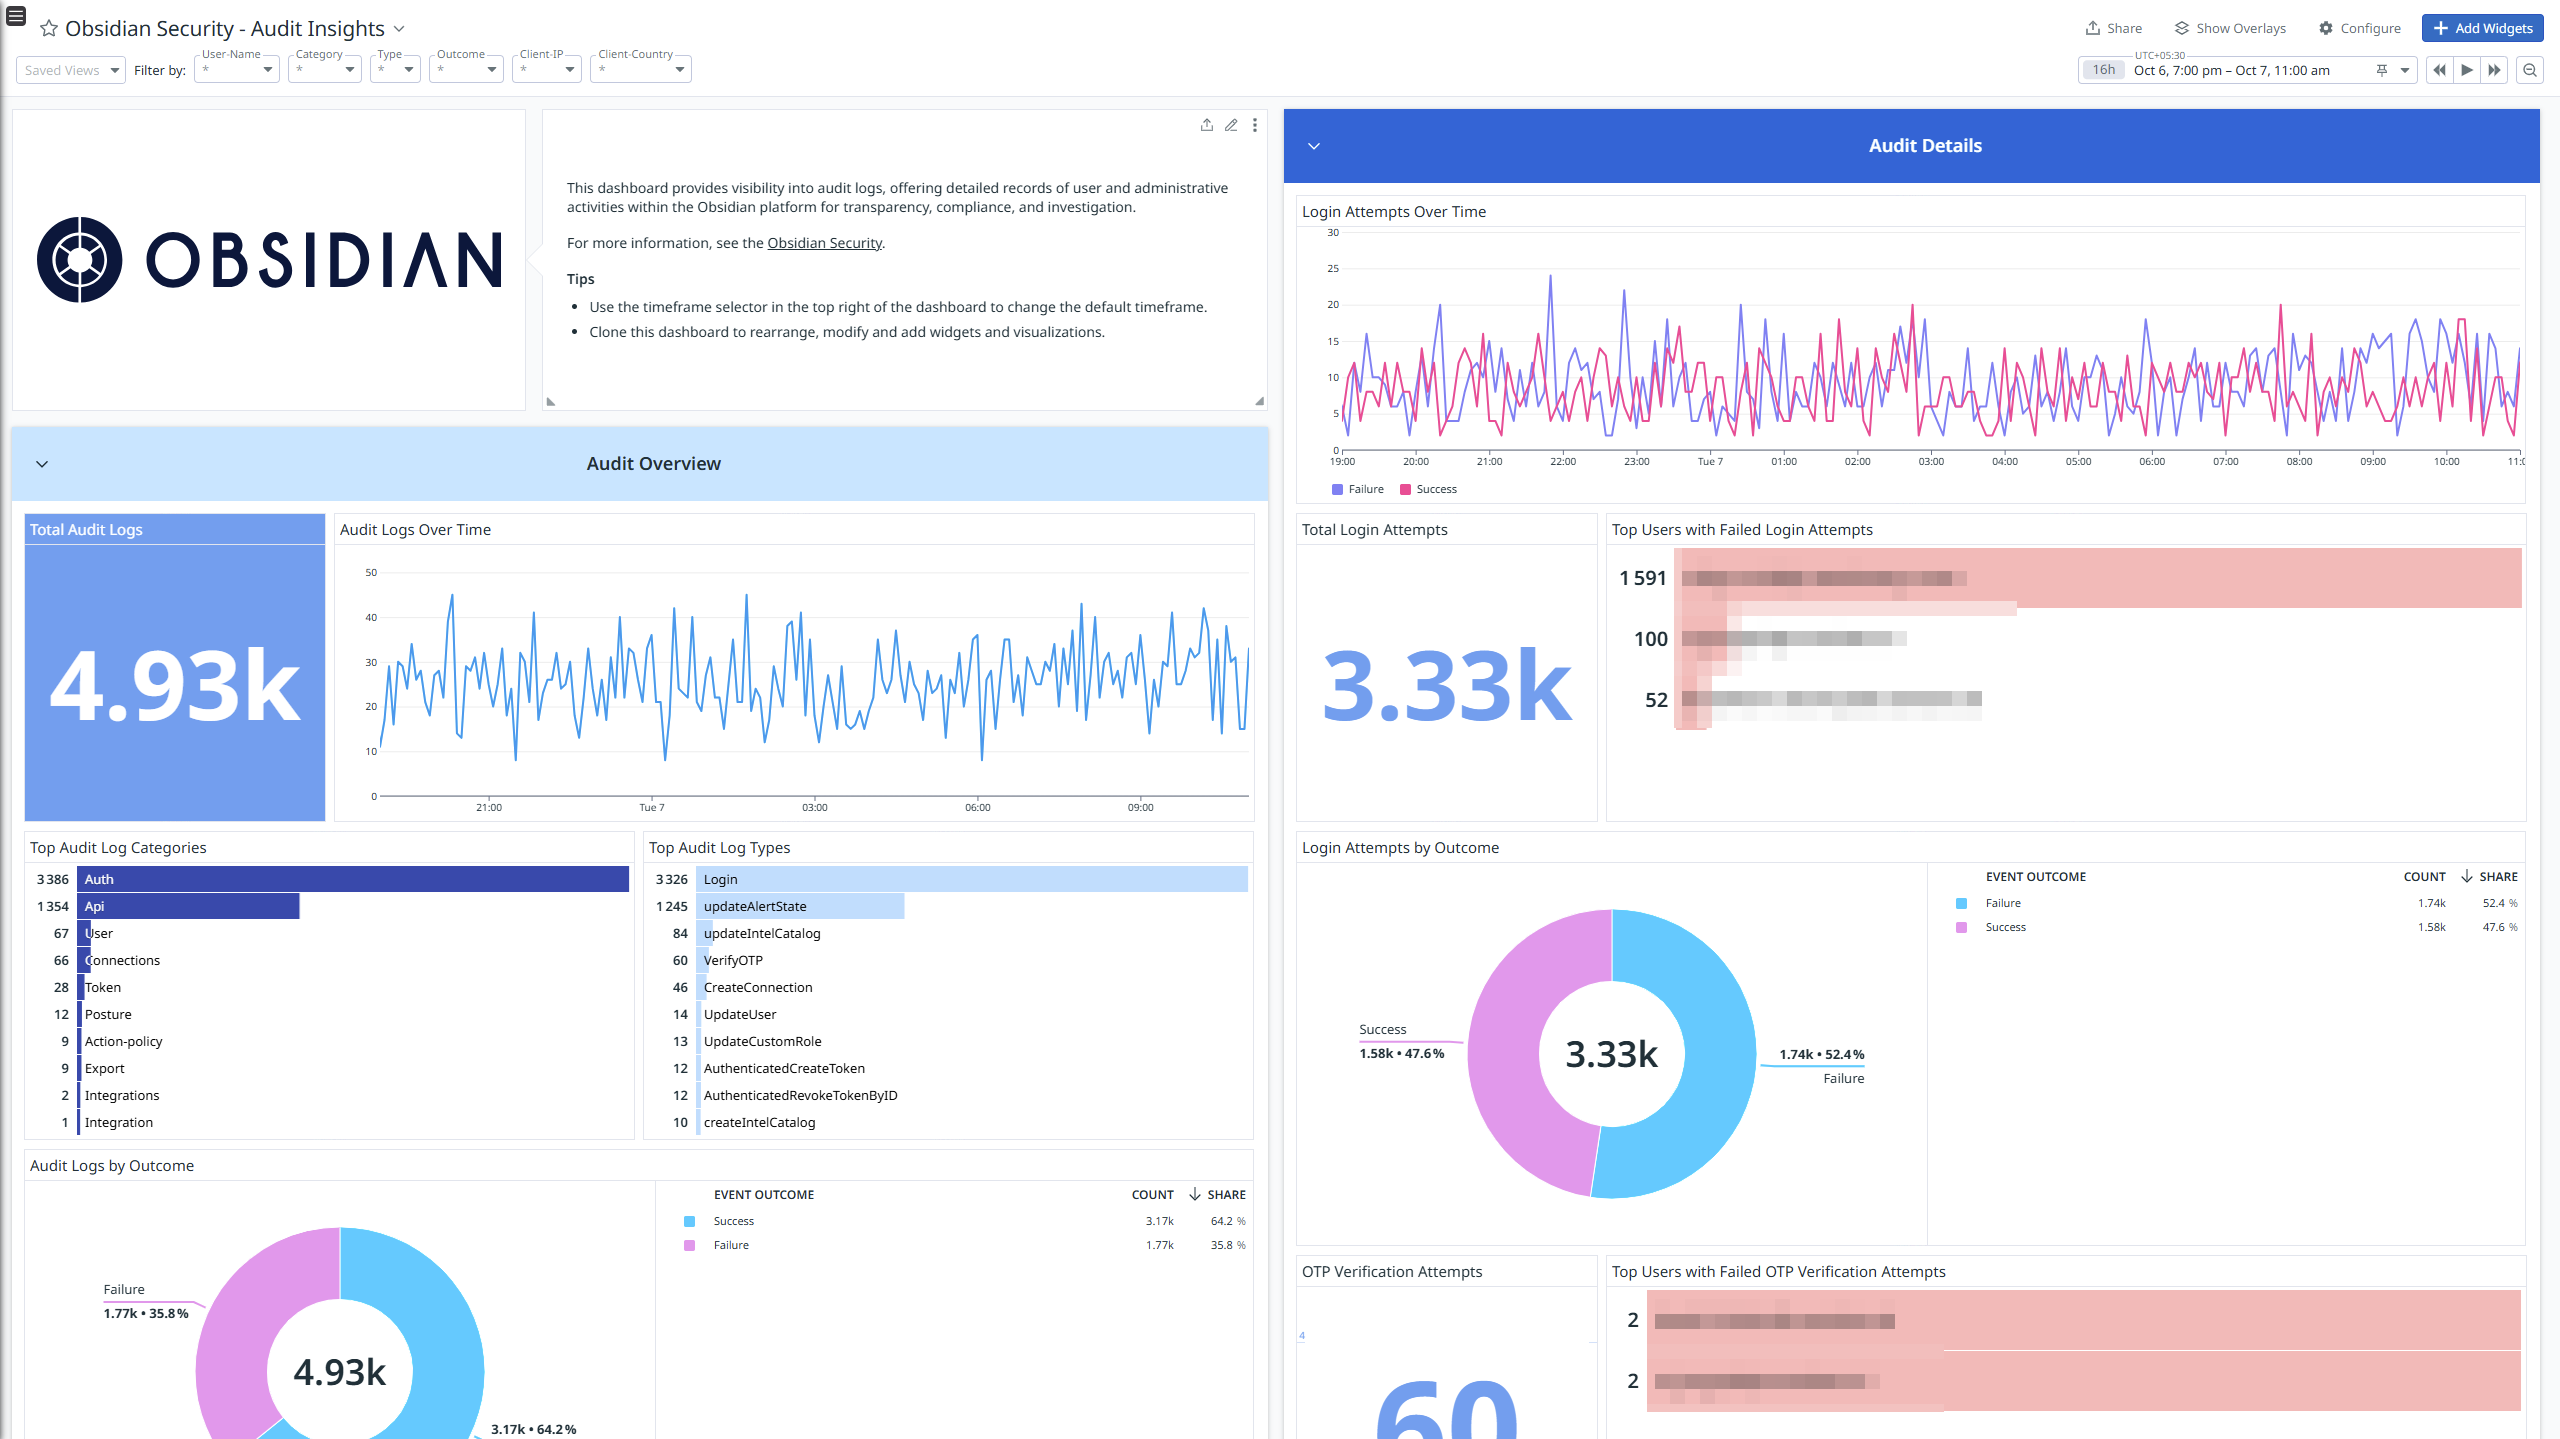 Obsidian Security - Audit Insights
Share
Show Overlays
Configure
Add Widgets
Saved Views
Filter by:
User-Name
*
Category
*
Type
*
Outcome
*
Client-IP
*
Client-Country
*
UTC+05:30
16h
Oct 6, 7:00 pm – Oct 7, 11:00 am
OBSIDIAN
This dashboard provides visibility into audit logs, offering detailed records of user and administrative
activities within the Obsidian platform for transparency, compliance, and investigation.
For more information, see the Obsidian Security.
Tips
• Use the timeframe selector in the top right of the dashboard to change the default timeframe.
• Clone this dashboard to rearrange, modify and add widgets and visualizations.
Audit Overview
Total Audit Logs
4.93k
Audit Logs Over Time
50
40
30
20
10
0
21:00
Tue 7
03:00
06:00
09:00
Top Audit Log Categories
3 386 Auth
1 354 Api
67 User
66 Connections
28 Token
12 Posture
9 Action-policy
9 Export
2 Integrations
1 Integration
Top Audit Log Types
3 326 Login
1 245 updateAlertState
84 updateIntelCatalog
60 VerifyOTP
46 CreateConnection
14 UpdateUser
13 UpdateCustomRole
12 AuthenticatedCreateToken
12 AuthenticatedRevokeTokenByID
10 createIntelCatalog
Audit Logs by Outcome
Failure
1.77k • 35.8%
4.93k
3.17k • 64.2%
EVENT OUTCOME COUNT SHARE
Success 3.17k 64.2 %
Failure 1.77k 35.8 %
Audit Details
Login Attempts Over Time
30
25
20
15
10
5
0
19:00
20:00
21:00
22:00
23:00
Tue 7
01:00
02:00
03:00
04:00
05:00
06:00
07:00
08:00
09:00
10:00
Failure
Success
Total Login Attempts
3.33k
Top Users with Failed Login Attempts
1 591
100
52
Login Attempts by Outcome
Success
1.58k • 47.6%
3.33k
1.74k • 52.4%
Failure
EVENT OUTCOME COUNT SHARE
Failure 1.74k 52.4 %
Success 1.58k 47.6 %
OTP Verification Attempts
4
60
Top Users with Failed OTP Verification Attempts
2
2